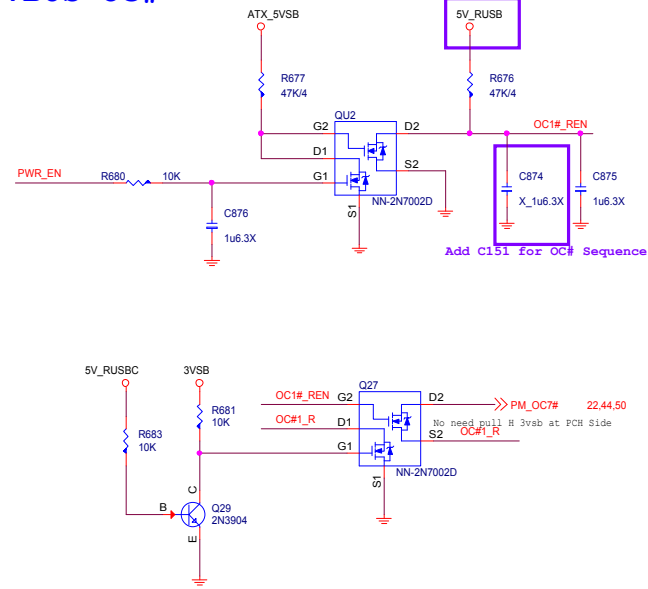 ATX_5VSB
5V_RUSB
R677
47K/4
R676
47K/4
QU2
G2
D2
OC1#_REN
D1
S2
PWR_EN
R680
10K
G1
C874
X_1u6.3X
C875
1u6.3X
NN-2N7002D
S1
C876
1u6.3X
Add C151 for OC# Sequence
5V_RUSBC
3VSB
Q27
OC1#_REN
G2
D2
PM_OC7#
22,44,50
R681
10K
OC#1_R
D1
No need pull H 3vsb at PCH Side
R683
10K
S2
OC#1_R
G1
NN-2N7002D
S1
C
B
Q29
2N3904
E